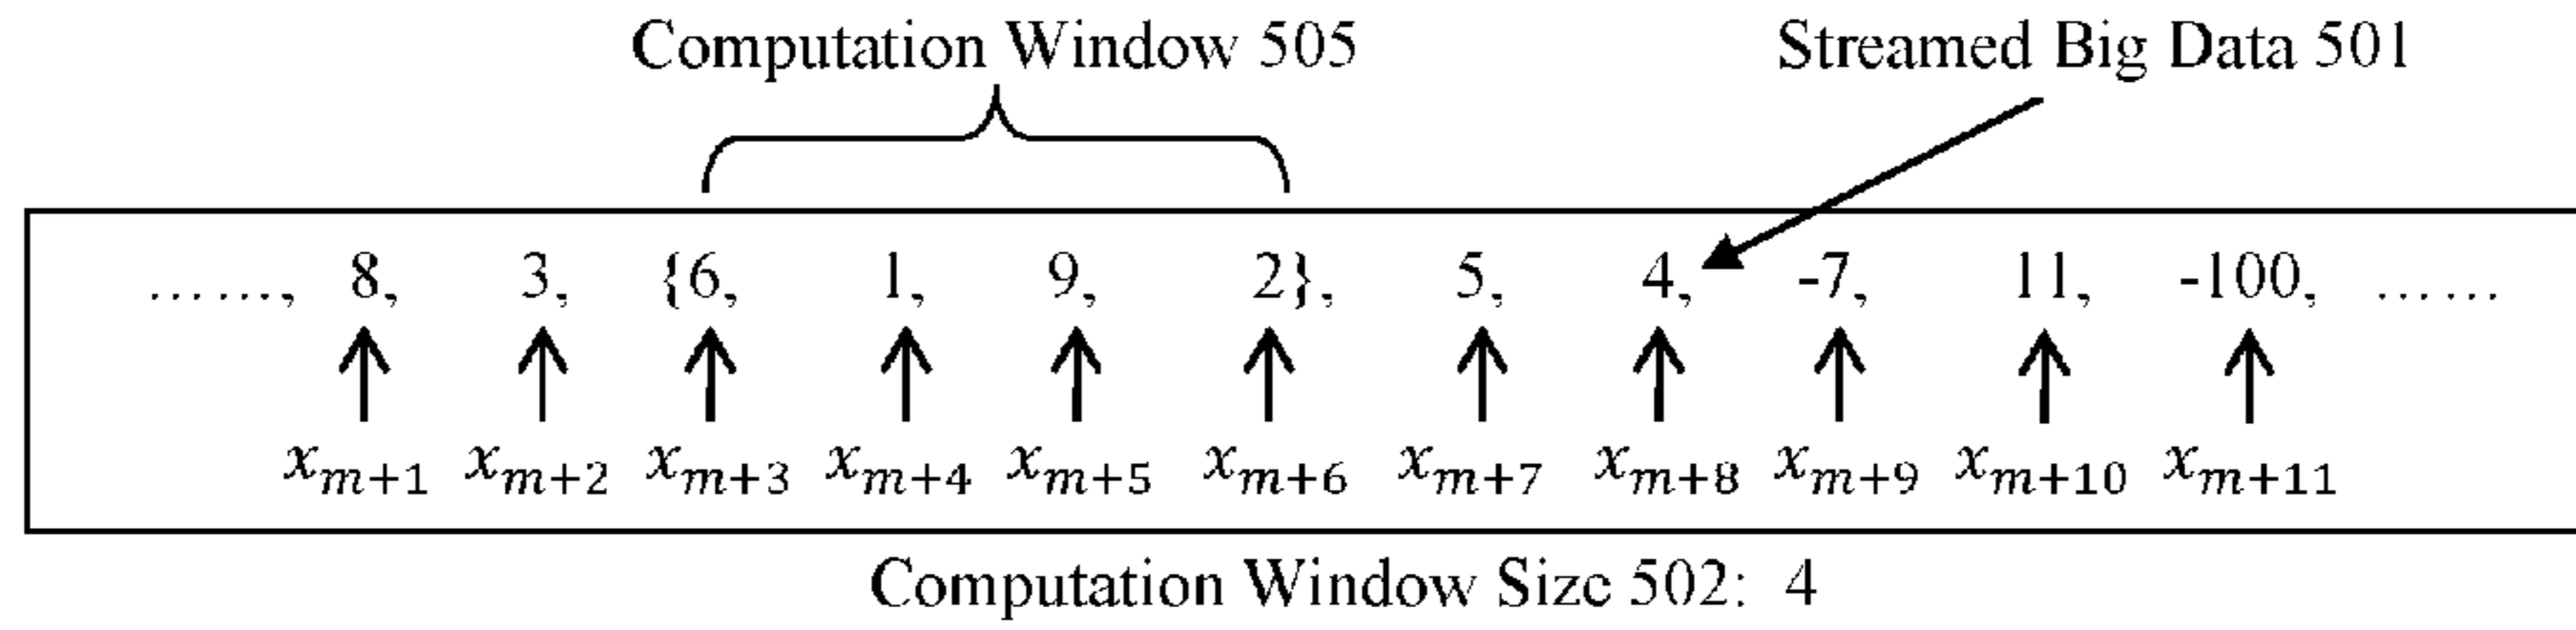 Computation Window 505 Streamed Big Data 501
……, 8, 3, {6, 1, 9, 2}, 5, 4, -7, 11, -100, ……
xₘ₊₁ xₘ₊₂ xₘ₊₃ xₘ₊₄ xₘ₊₅ xₘ₊₆ xₘ₊₇ xₘ₊₈ xₘ₊₉ xₘ₊₁₀ xₘ₊₁₁
Computation Window Size 502: 4